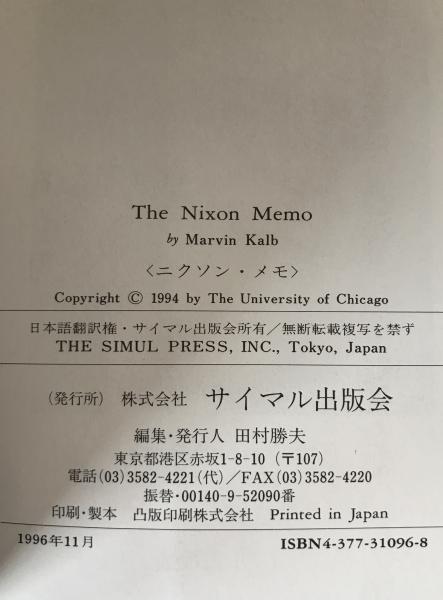 The Nixon Memo
by Marvin Kalb
〈ニクソン・メモ〉
Copyright © 1994 by The University of Chicago
日本語翻訳権・サイマル出版会所有／無断転載複写を禁ず
THE SIMUL PRESS, INC., Tokyo, Japan
(発行所) 株式会社 サイマル出版会
編集・発行人 田村勝夫
東京都港区赤坂1-8-10 (〒107)
電話(03)3582-4221(代)／FAX(03)3582-4220
振替・00140-9-52090番
印刷・製本 凸版印刷株式会社 Printed in Japan
1996年11月 ISBN4-377-31096-8